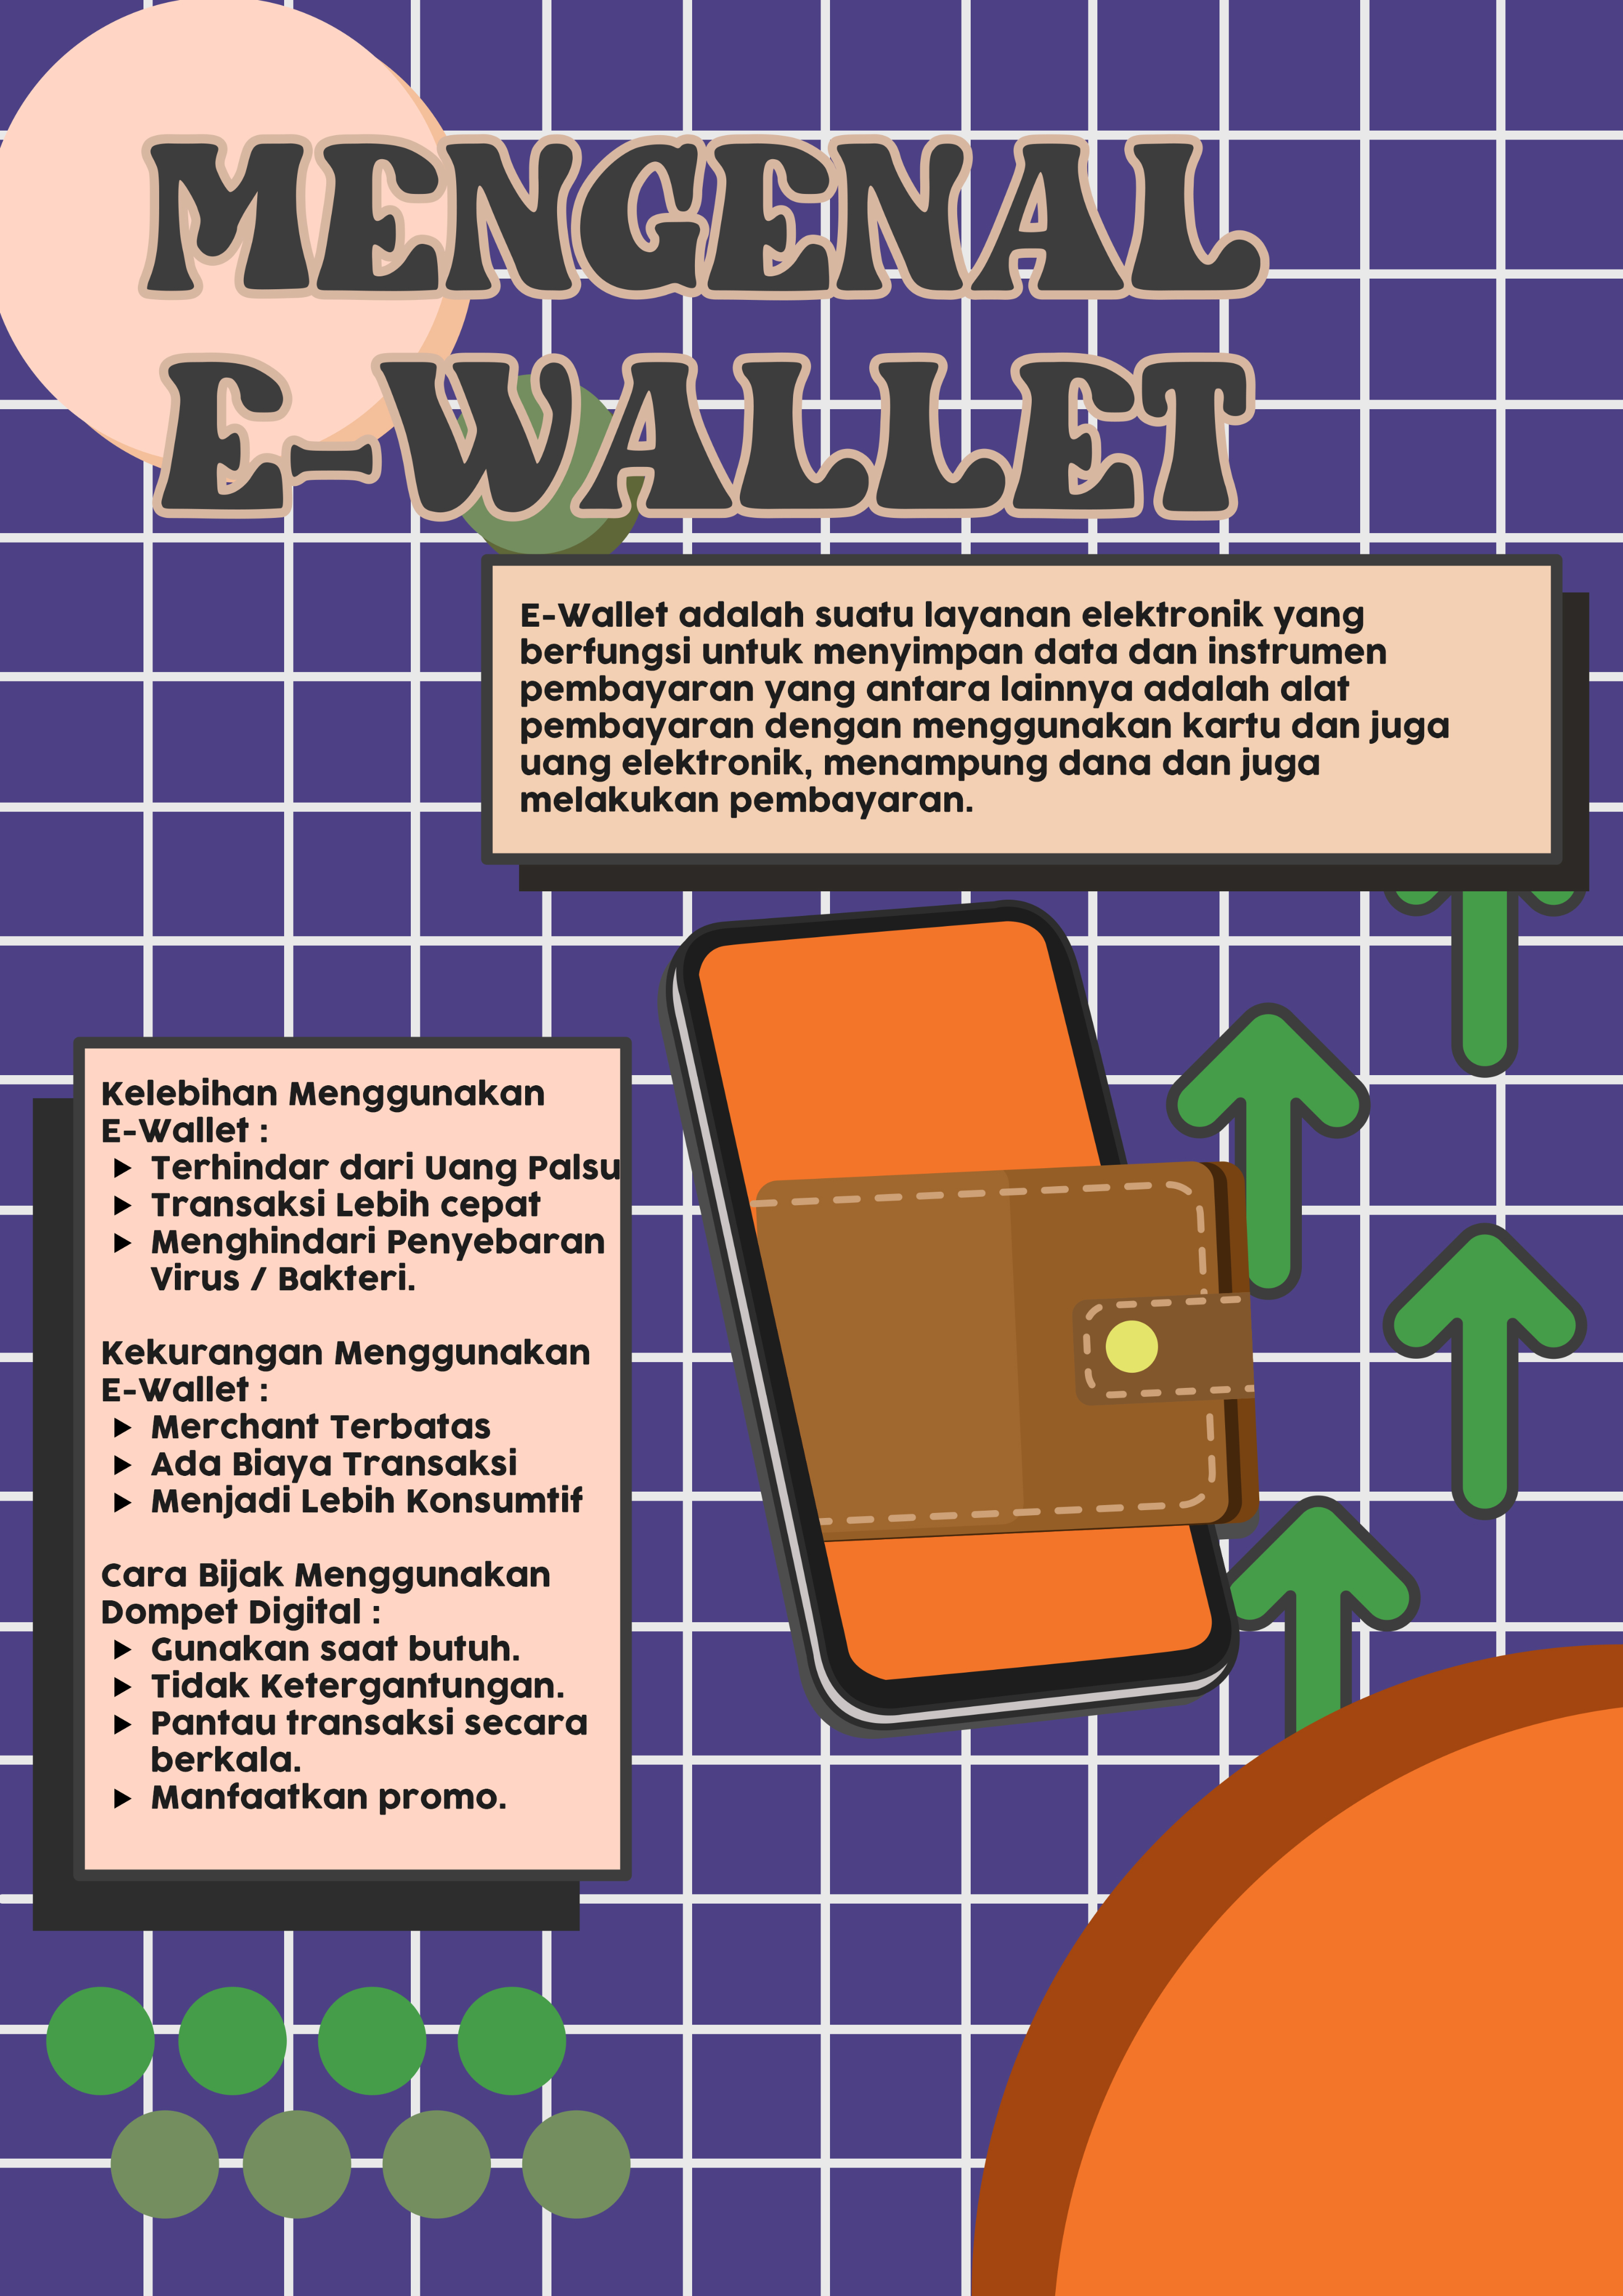 MENGENAL
E-WALLET
E-Wallet adalah suatu layanan elektronik yang
berfungsi untuk menyimpan data dan instrumen
pembayaran yang antara lainnya adalah alat
pembayaran dengan menggunakan kartu dan juga
uang elektronik, menampung dana dan juga
melakukan pembayaran.
Kelebihan Menggunakan
E-Wallet :
Terhindar dari Uang Palsu
Transaksi Lebih cepat
Menghindari Penyebaran
Virus / Bakteri.
Kekurangan Menggunakan
E-Wallet :
Merchant Terbatas
Ada Biaya Transaksi
Menjadi Lebih Konsumtif
Cara Bijak Menggunakan
Dompet Digital :
Gunakan saat butuh.
Tidak Ketergantungan.
Pantau transaksi secara
berkala.
Manfaatkan promo.